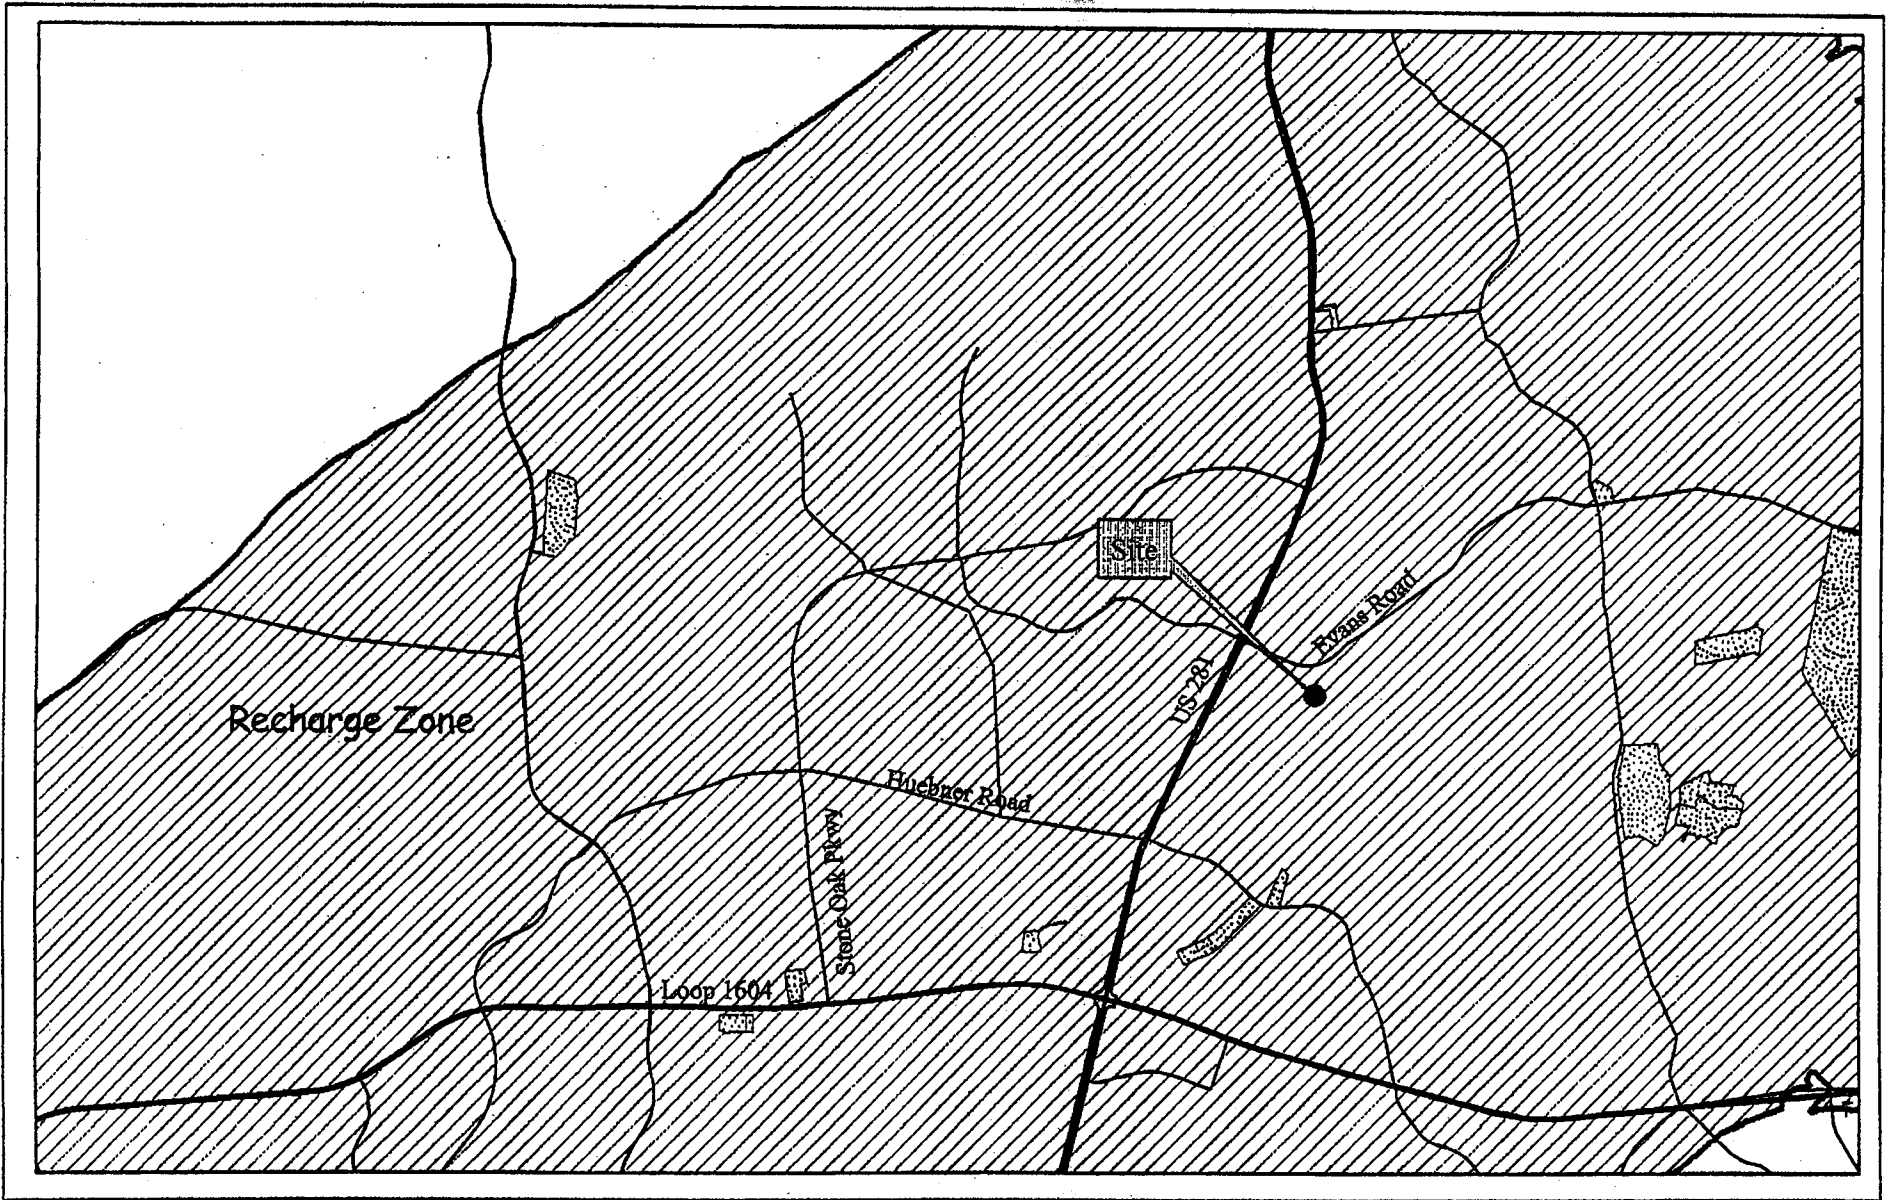 Site
Evans Road
US 281
Recharge Zone
Huebner Road
Stone Oak Pkwy
Loop 1604